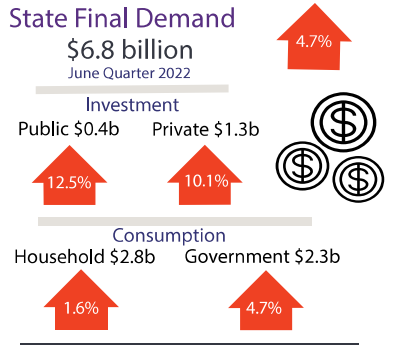 State Final Demand
$6.8 billion
4.7%
June Quarter 2022
Investment
Public $0.4b Private $1.3b
12.5% 10.1%
Consumption
Household $2.8b Government $2.3b
1.6% 4.7%